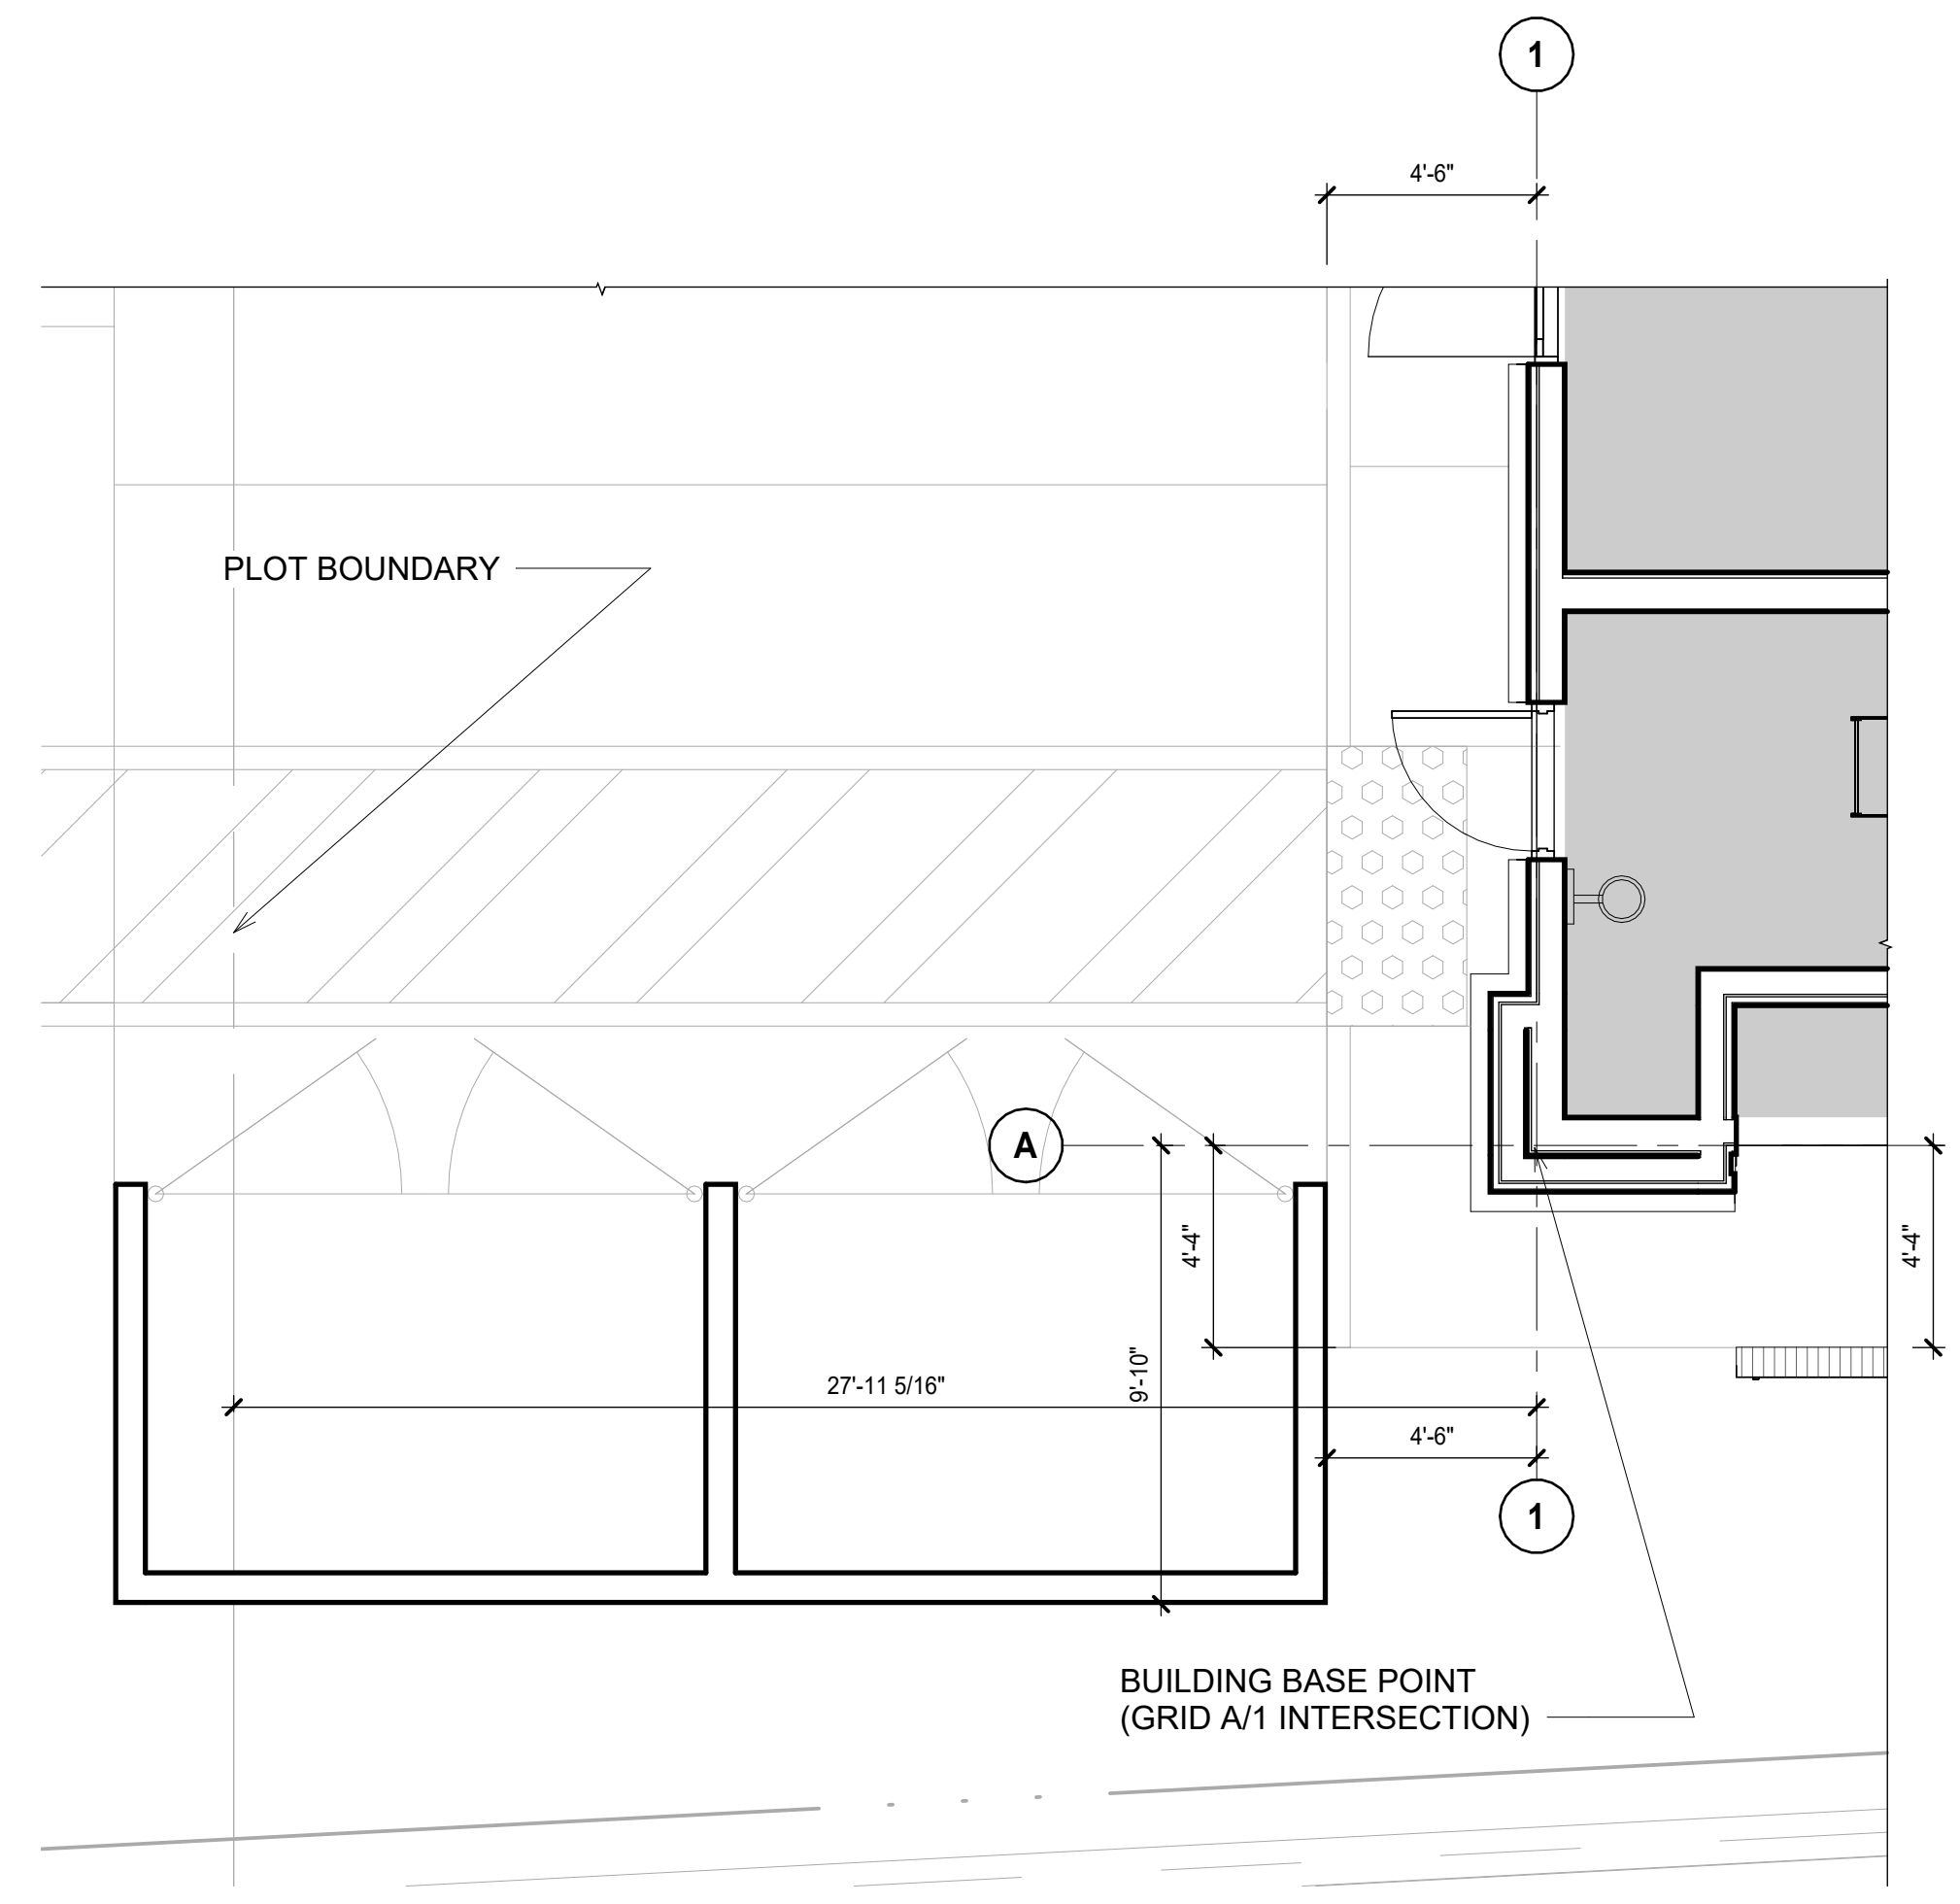 1
4'-6"
PLOT BOUNDARY
A
4'-4"
4'-4"
9'-10"
27'-11 5/16"
4'-6"
1
BUILDING BASE POINT
(GRID A/1 INTERSECTION)